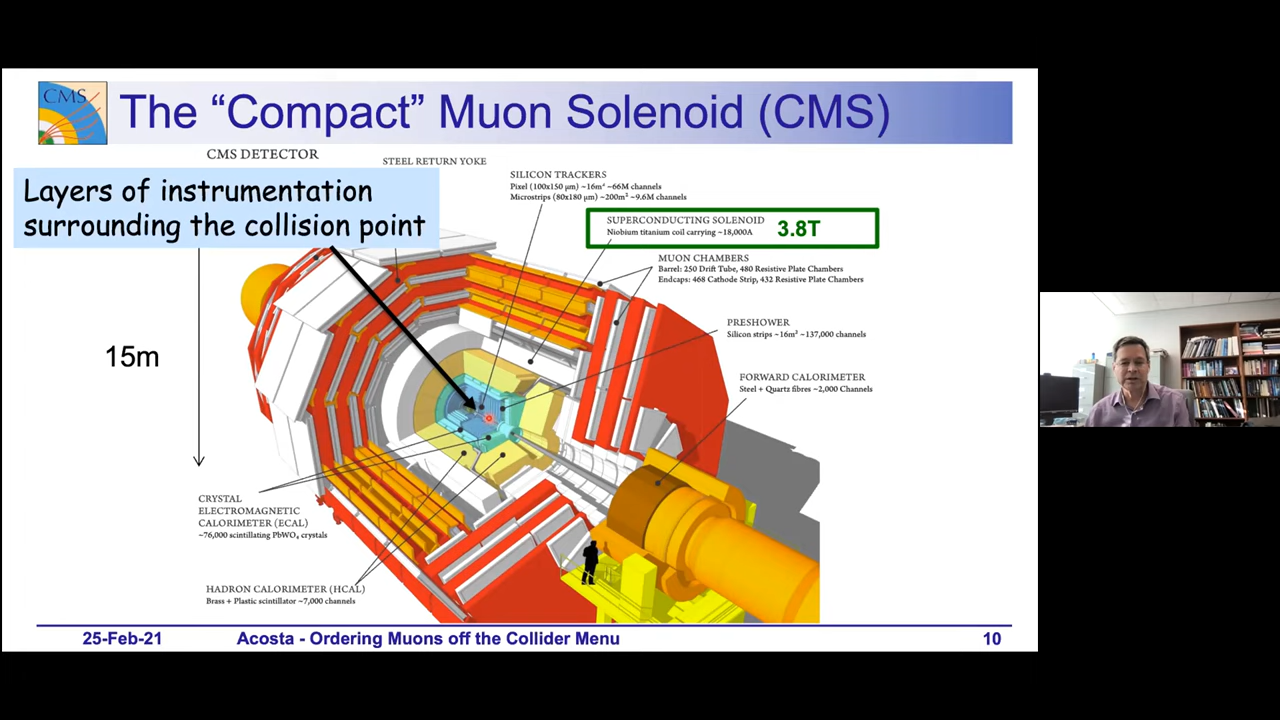 CMS
The “Compact” Muon Solenoid (CMS)
CMS DETECTOR
STEEL RETURN YOKE
Layers of instrumentation
surrounding the collision point
SILICON TRACKERS
Pixel (100x150 μm) ~16m² ~66M channels
Microstrips (80x180 μm) ~200m² ~9.6M channels
SUPERCONDUCTING SOLENOID
Niobium titanium coil carrying ~18,000A
3.8T
MUON CHAMBERS
Barrel: 250 Drift Tube, 480 Resistive Plate Chambers
Endcaps: 468 Cathode Strip, 432 Resistive Plate Chambers
PRESHOWER
Silicon strips ~16m² ~137,000 channels
FORWARD CALORIMETER
Steel + Quartz fibres ~2,000 Channels
15m
CRYSTAL
ELECTROMAGNETIC
CALORIMETER (ECAL)
~76,000 scintillating PbWO₄ crystals
HADRON CALORIMETER (HCAL)
Brass + Plastic scintillator ~7,000 channels
25-Feb-21
Acosta - Ordering Muons off the Collider Menu
10